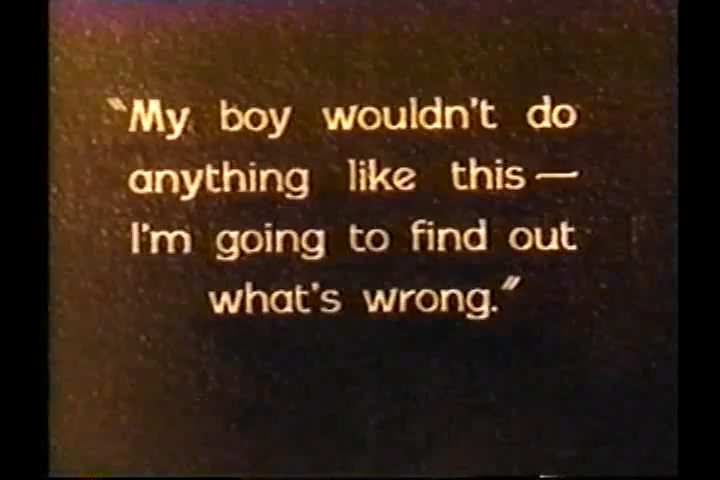 "My boy wouldn't do
anything like this —
I'm going to find out
what's wrong."